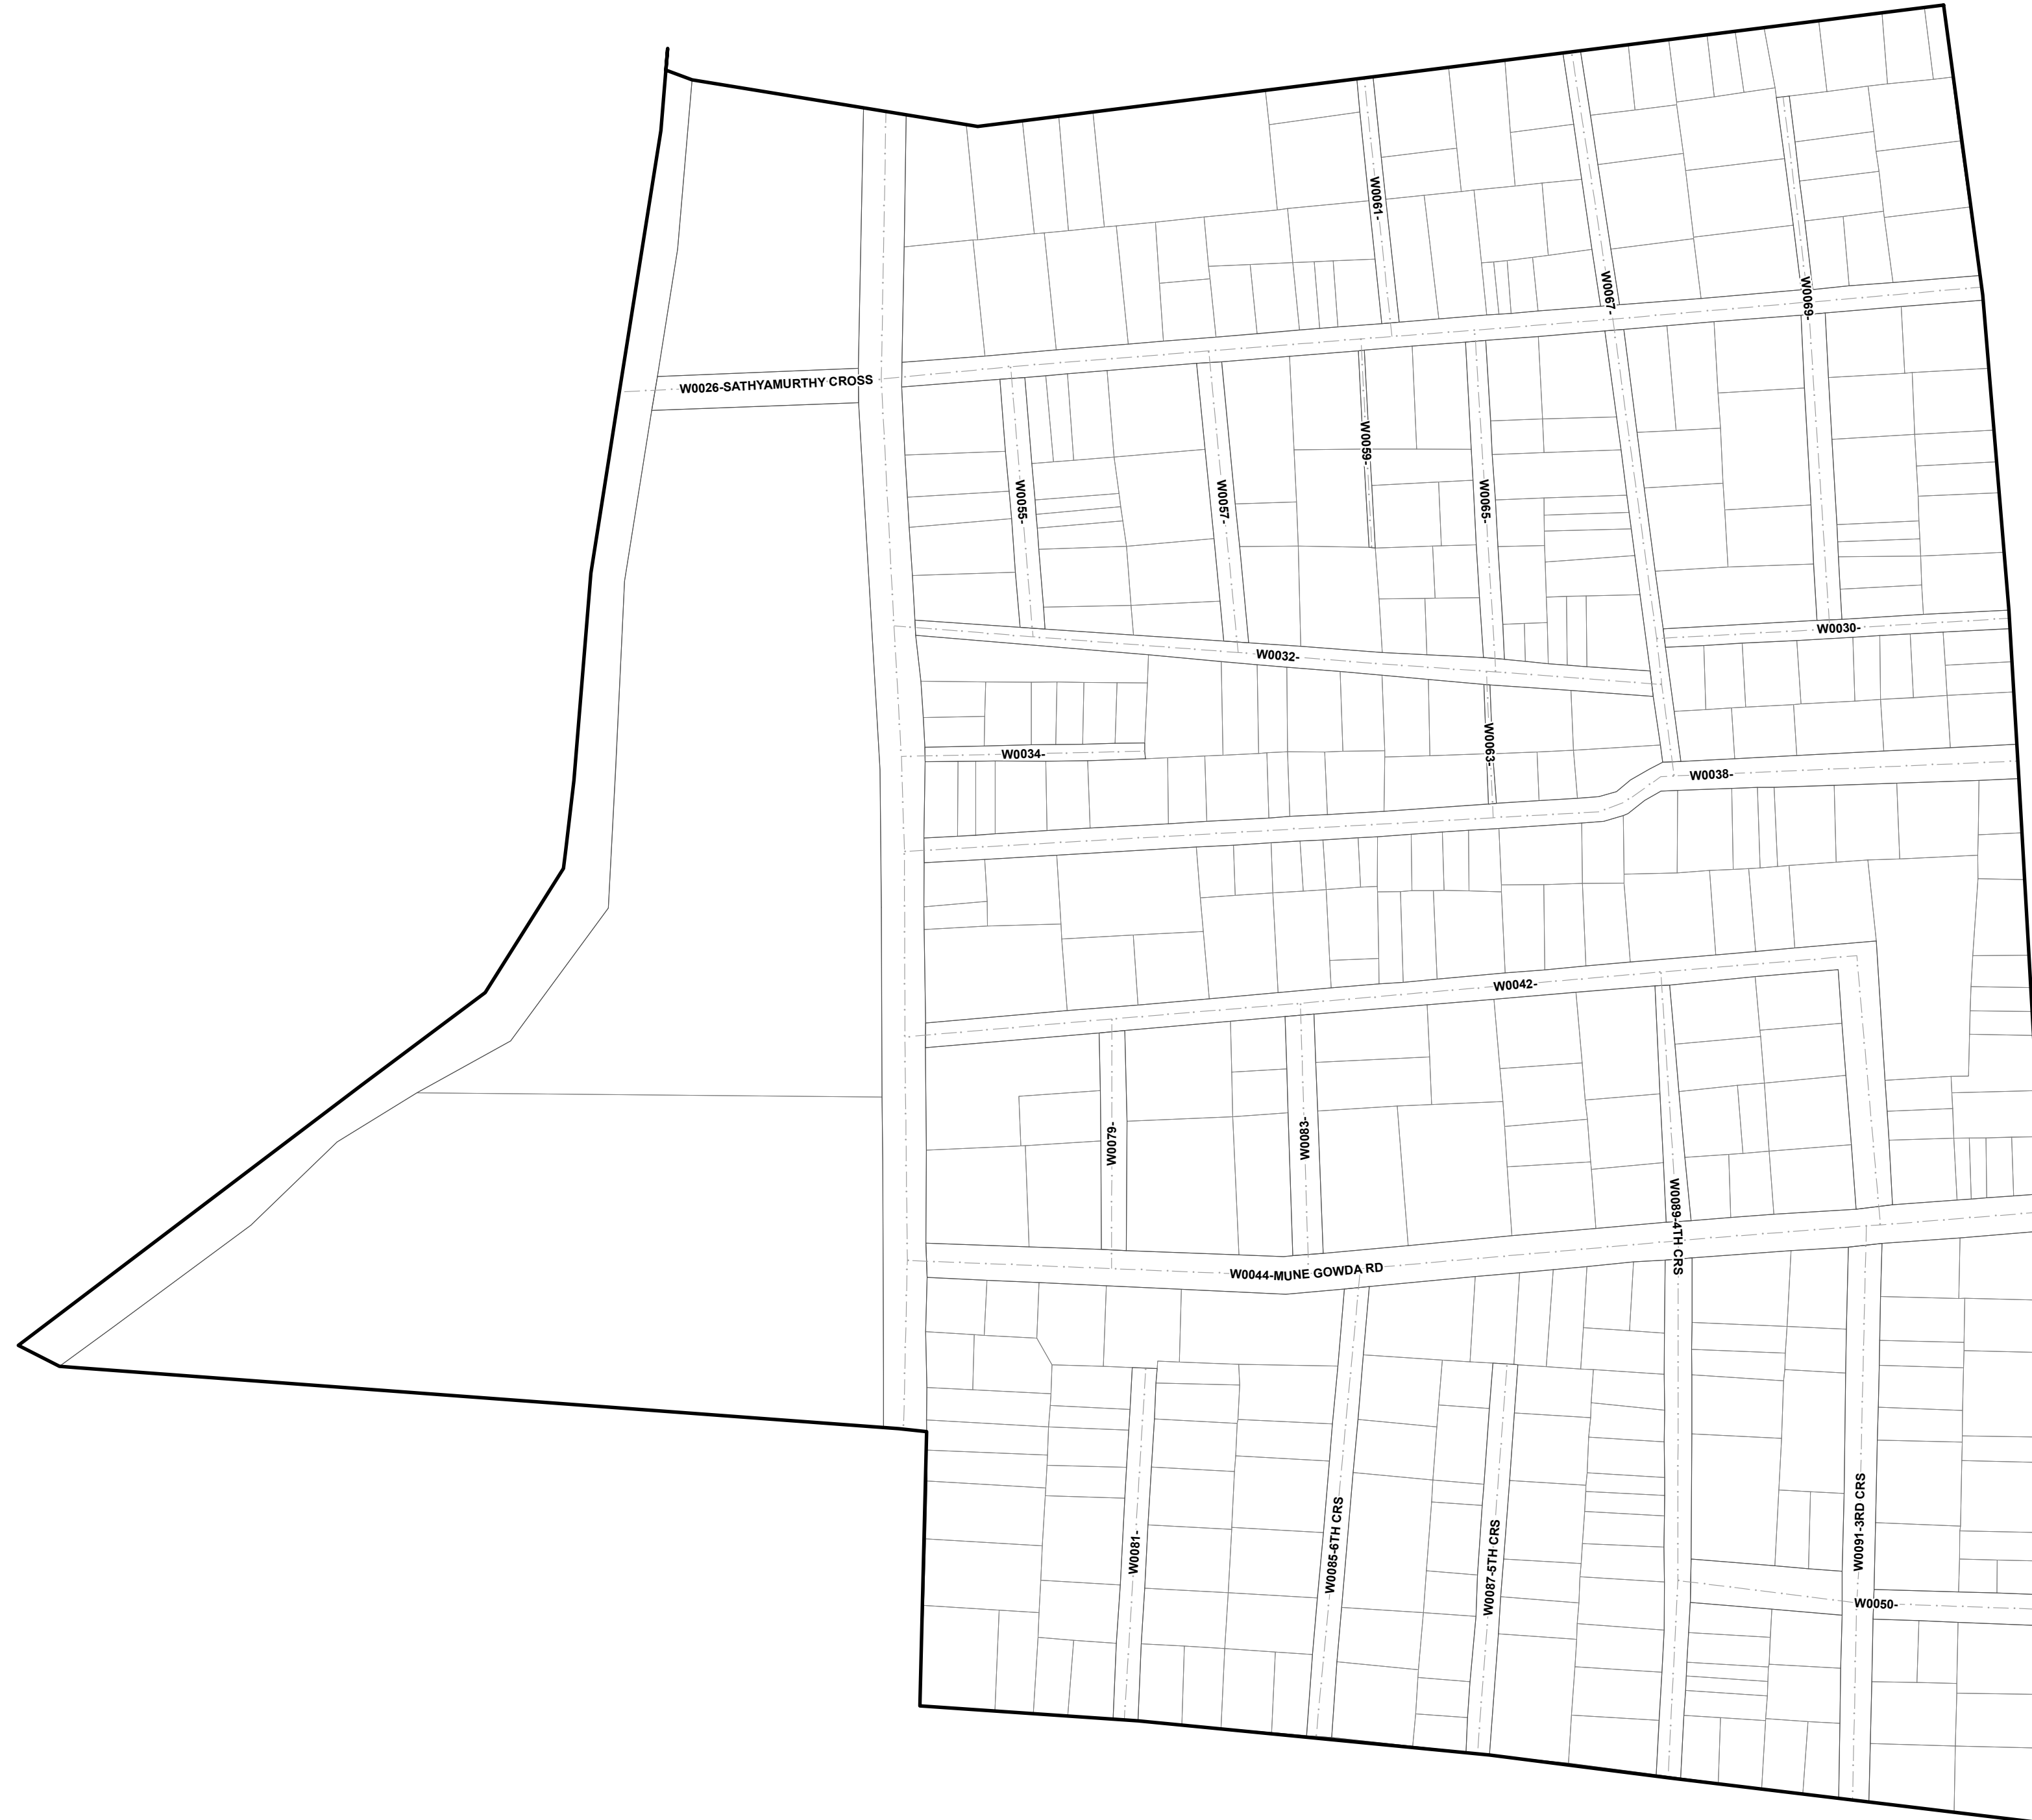 W0061-
W0067-
W0069-
W0026-SATHYAMURTHY CROSS
W0059-
W0055-
W0057-
W0065-
W0030-
W0032-
W0063-
W0034-
W0038-
W0042-
W0079-
W0083-
W0089-4TH CRS
W0044-MUNE GOWDA RD
W0081-
W0085-6TH CRS
W0087-5TH CRS
W0091-3RD CRS
W0050-